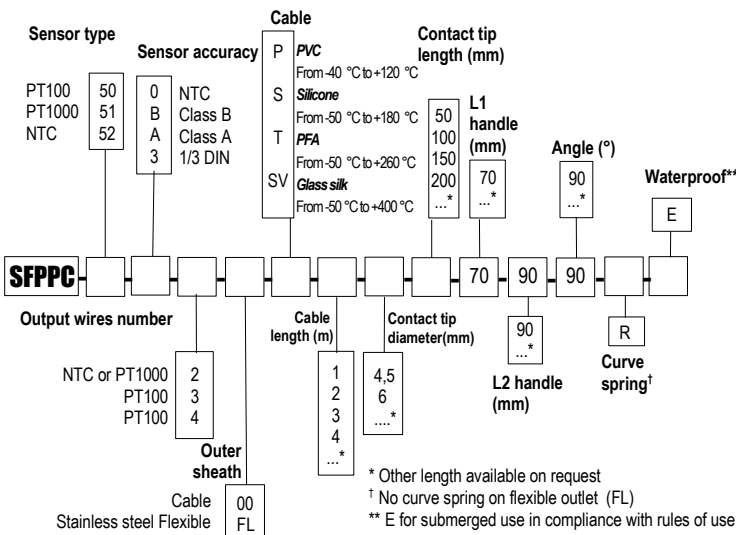 Cable
Sensor type
Sensor accuracy
Contact tip
length (mm)
PT100 50
PT1000 51
NTC 52
0 NTC
B Class B
A Class A
3 1/3 DIN
P PVC
From -40 °C to +120 °C
S Silicone
From -50 °C to +180 °C
T PFA
From -50 °C to +260 °C
SV Glass silk
From -50 °C to +400 °C
50
100
150
200
...*
L1
handle
(mm)
70
...*
Angle (°)
90
...*
Waterproof**
E
SFPPC - - - - - - - - 70 - 90 - 90 - -
Output wires number
NTC or PT1000 2
PT100 3
PT100 4
Outer
sheath
Cable 00
Stainless steel Flexible FL
Cable
length (m)
1
2
3
4
...*
Contact tip
diameter(mm)
4,5
6
....*
90
...*
L2 handle
(mm)
R
Curve
spring†
* Other length available on request
† No curve spring on flexible outlet (FL)
** E for submerged use in compliance with rules of use